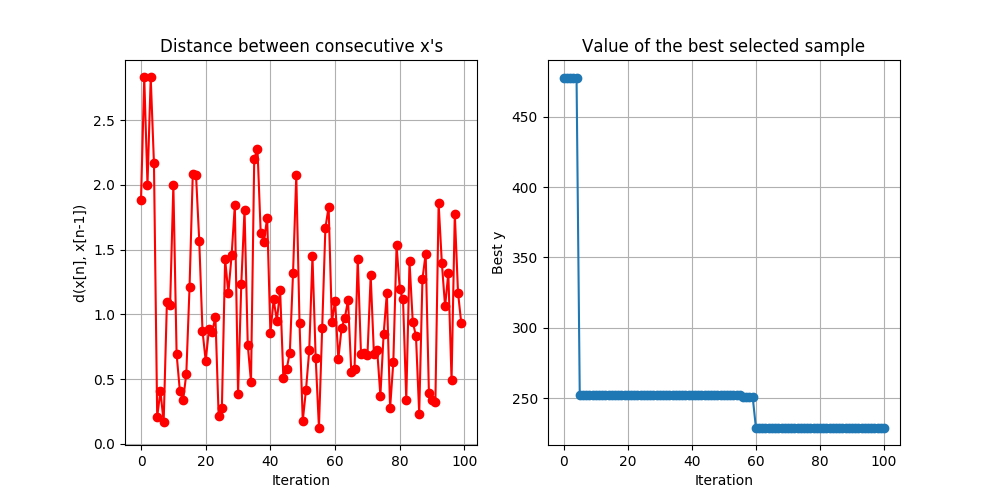 Distance between consecutive x's
d(x[n], x[n-1])
2.5
2.0
1.5
1.0
0.5
0.0
0 20 40 60 80 100
Iteration
Value of the best selected sample
Best y
450
400
350
300
250
0 20 40 60 80 100
Iteration